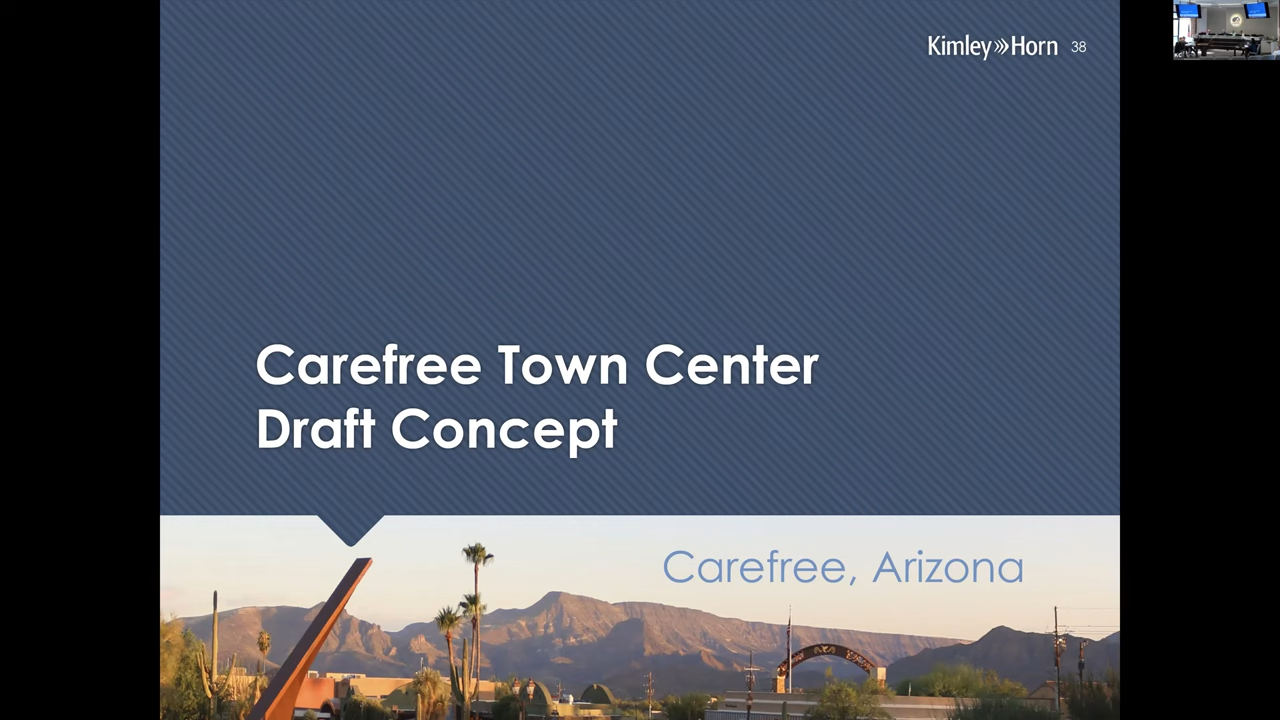 Kimley»Horn 38
Carefree Town Center
Draft Concept
Carefree, Arizona